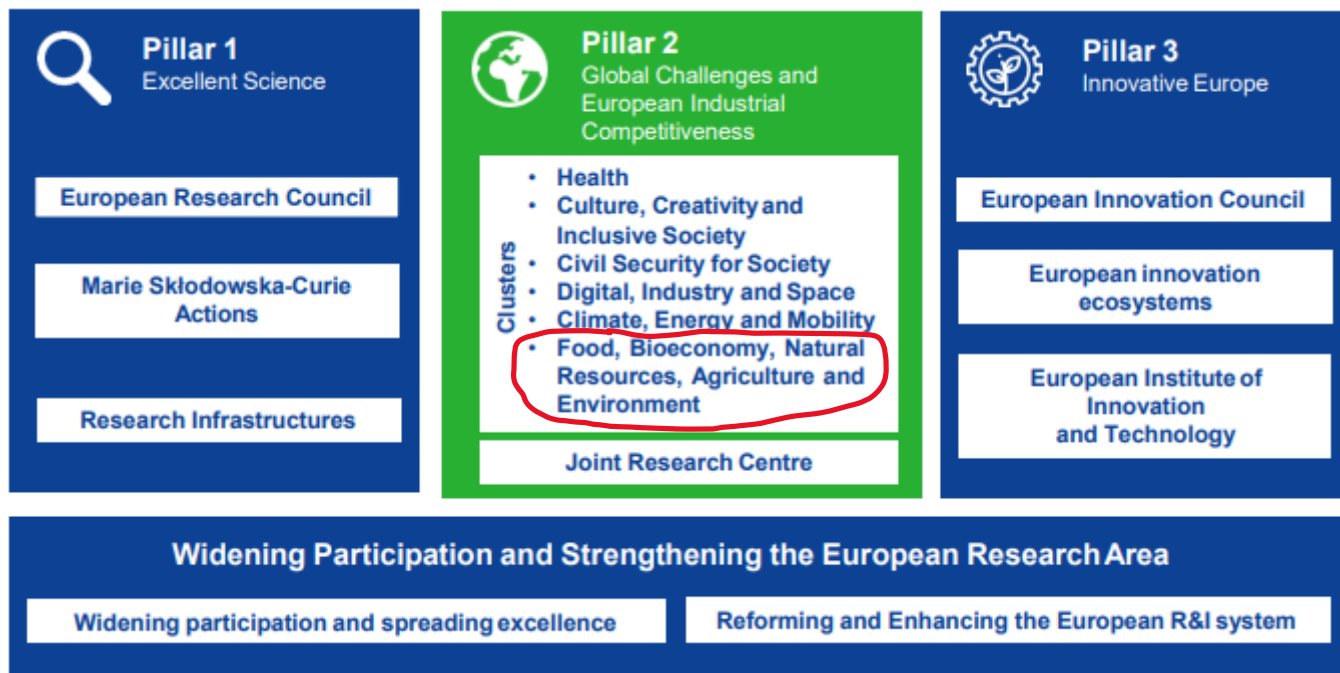 Pillar 1
Excellent Science
European Research Council
Marie Skłodowska-Curie
Actions
Research Infrastructures
Pillar 2
Global Challenges and
European Industrial
Competitiveness
Clusters
• Health
• Culture, Creativity and
Inclusive Society
• Civil Security for Society
• Digital, Industry and Space
• Climate, Energy and Mobility
• Food, Bioeconomy, Natural
Resources, Agriculture and
Environment
Joint Research Centre
Pillar 3
Innovative Europe
European Innovation Council
European innovation
ecosystems
European Institute of
Innovation
and Technology
Widening Participation and Strengthening the European Research Area
Widening participation and spreading excellence
Reforming and Enhancing the European R&I system